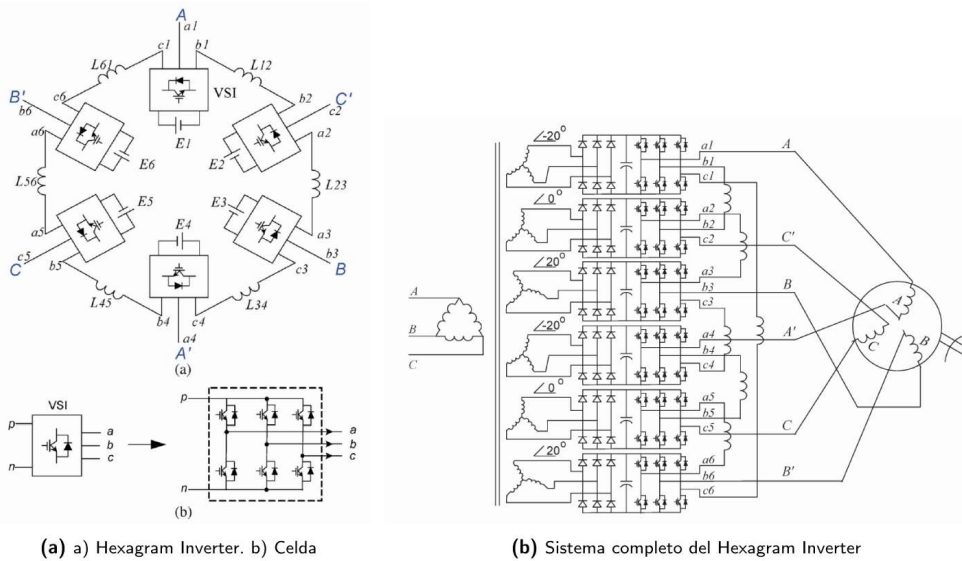 A
a1
c1
b1
L61
L12
VSI
B'
b6
c6
a6
E6
E1
E2
b2
C'
c2
a2
L56
L23
E5
E4
E3
a5
c5
C
b5
a3
b3
B
c3
L45
b4
c4
L34
a4
A'
(a)
VSI
p
n
a
b
c
p
n
a
b
c
(b)
(a) a) Hexagram Inverter. b) Celda
A
B
C
∠-20°
a1
b1
c1
A
∠0°
a2
b2
c2
C'
∠20°
a3
b3
c3
B
∠-20°
a4
b4
c4
A'
∠0°
a5
b5
c5
C
∠20°
a6
b6
c6
B'
A
C
B
(b) Sistema completo del Hexagram Inverter